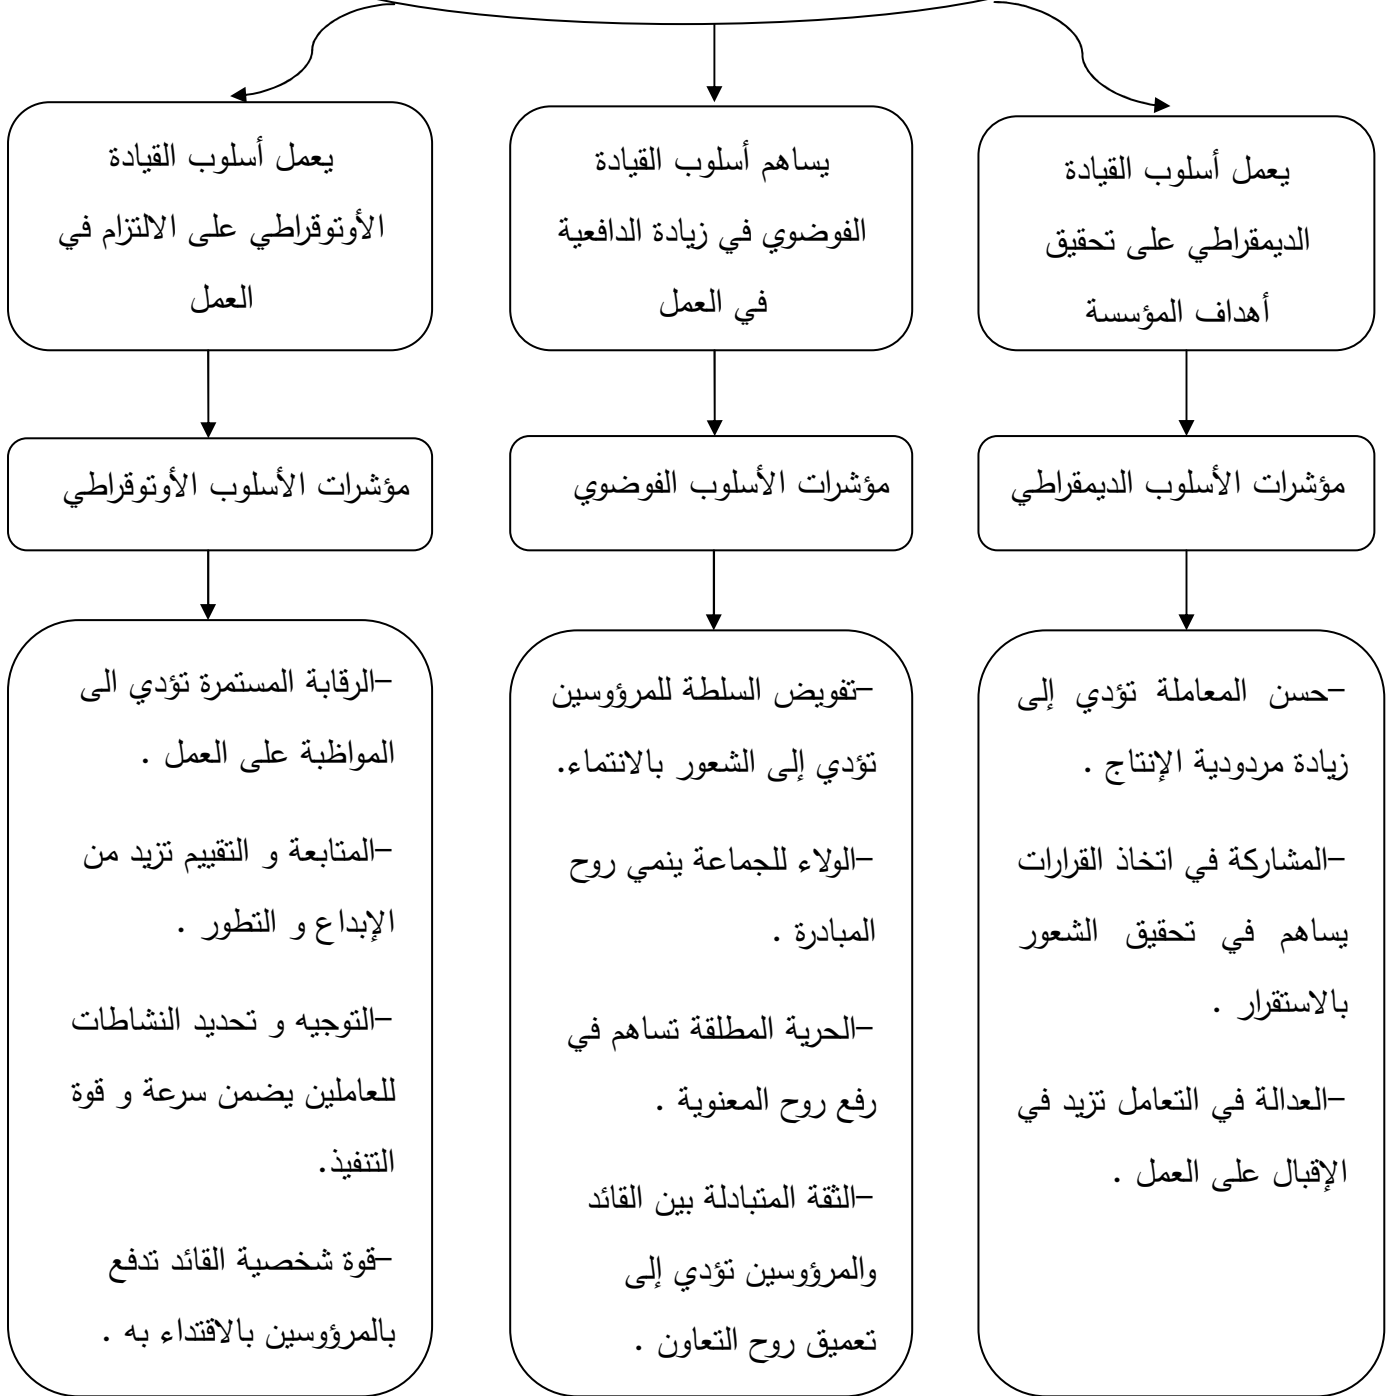 يعمل أسلوب القيادة
الديمقراطي على تحقيق
أهداف المؤسسة
يساهم أسلوب القيادة
الفوضوي في زيادة الدافعية
في العمل
يعمل أسلوب القيادة
الأوتوقراطي على الالتزام في
العمل
مؤشرات الأسلوب الديمقراطي
مؤشرات الأسلوب الفوضوي
مؤشرات الأسلوب الأوتوقراطي
-حسن المعاملة تؤدي إلى
زيادة مردودية الإنتاج .
-المشاركة في اتخاذ القرارات
يساهم في تحقيق الشعور
بالاستقرار .
-العدالة في التعامل تزيد في
الإقبال على العمل .
-تفويض السلطة للمرؤوسين
تؤدي إلى الشعور بالانتماء.
-الولاء للجماعة ينمي روح
المبادرة .
-الحرية المطلقة تساهم في
رفع روح المعنوية .
-الثقة المتبادلة بين القائد
والمرؤوسين تؤدي إلى
تعميق روح التعاون .
-الرقابة المستمرة تؤدي الى
المواظبة على العمل .
-المتابعة و التقييم تزيد من
الإبداع و التطور .
-التوجيه و تحديد النشاطات
للعاملين يضمن سرعة و قوة
التنفيذ.
-قوة شخصية القائد تدفع
بالمرؤوسين بالاقتداء به .